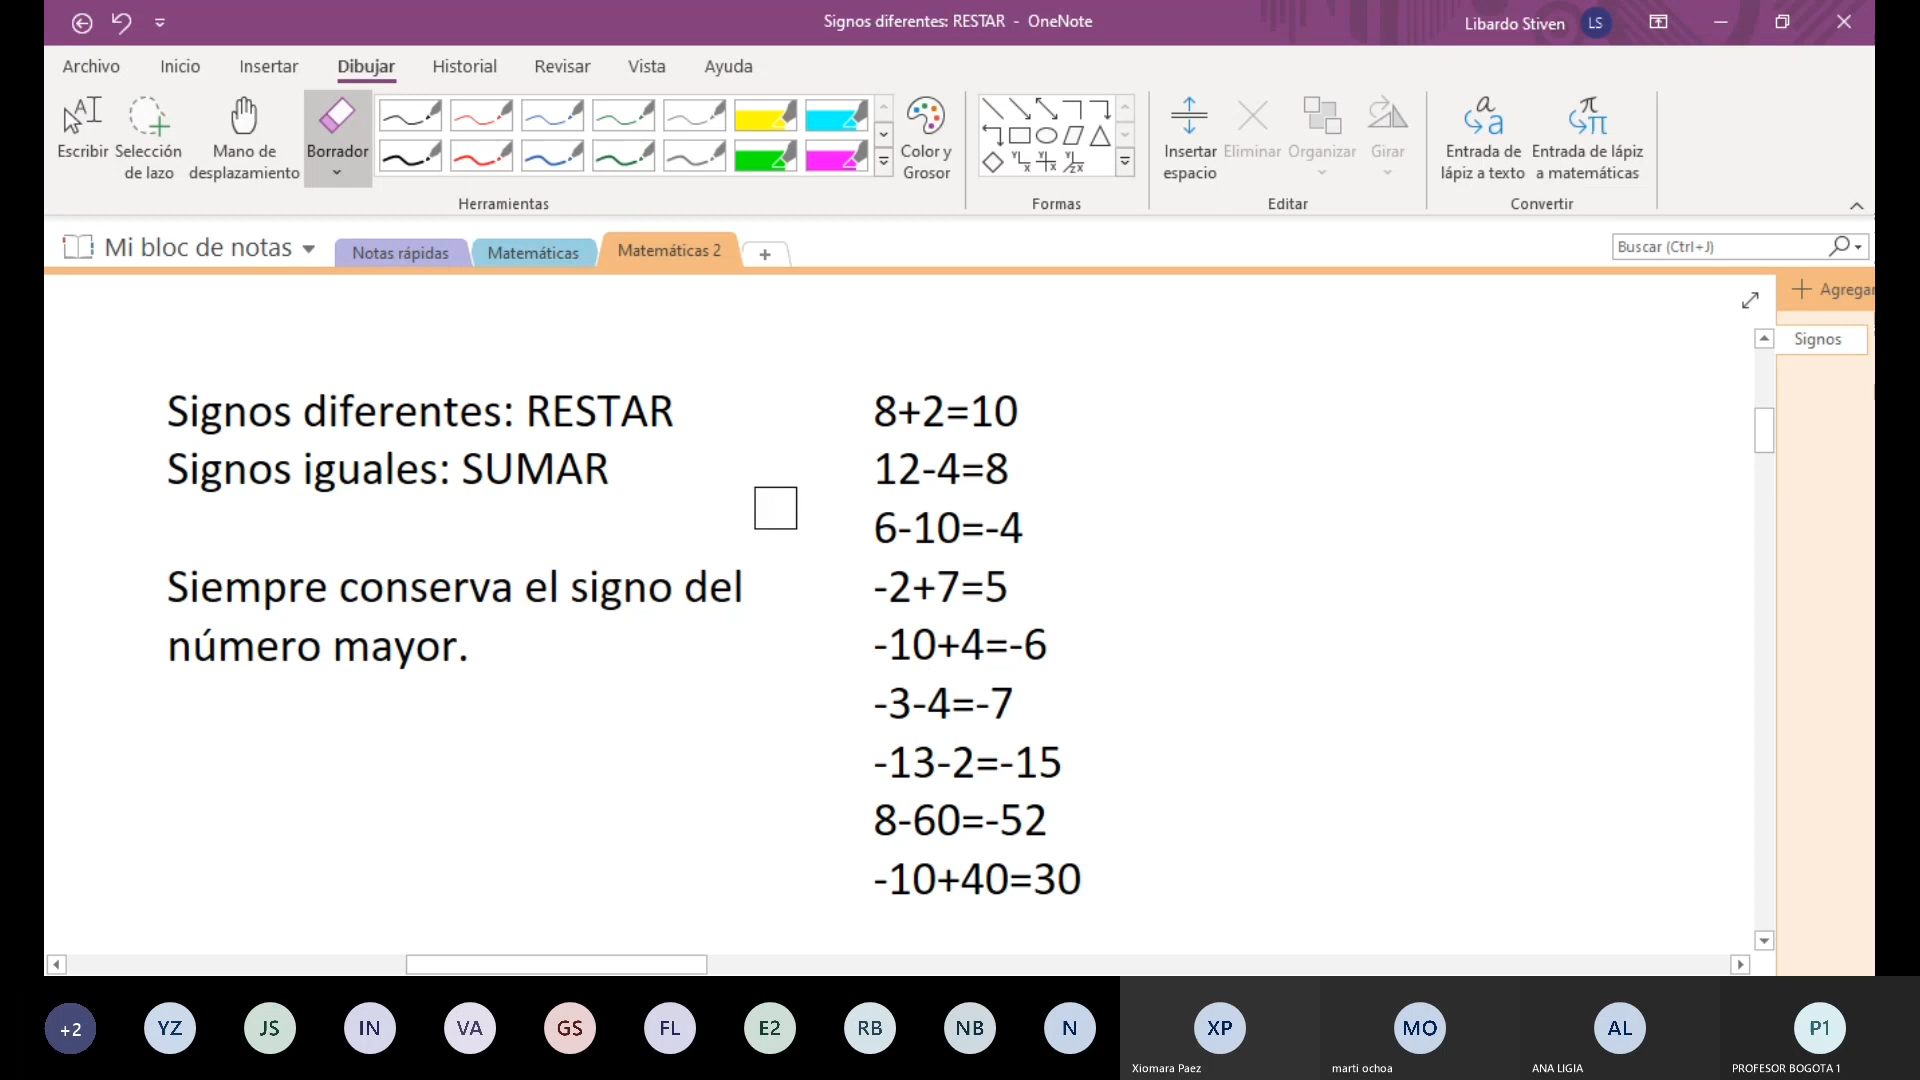 Signos diferentes: RESTAR - OneNote
Libardo Stiven LS
Archivo Inicio Insertar Dibujar Historial Revisar Vista Ayuda
Escribir
Selección de lazo
Mano de desplazamiento
Borrador
Color y Grosor
Insertar espacio
Eliminar
Organizar
Girar
Entrada de lápiz a texto
Entrada de lápiz a matemáticas
Herramientas
Formas
Editar
Convertir
Mi bloc de notas
Notas rápidas
Matemáticas
Matemáticas 2
Buscar (Ctrl+J)
Agregar
Signos
Signos diferentes: RESTAR
Signos iguales: SUMAR
Siempre conserva el signo del
número mayor.
8+2=10
12-4=8
6-10=-4
-2+7=5
-10+4=-6
-3-4=-7
-13-2=-15
8-60=-52
-10+40=30
+2 YZ JS IN VA GS FL E2 RB NB N XP MO AL P1
Xiomara Paez
marti ochoa
ANA LIGIA
PROFESOR BOGOTA 1